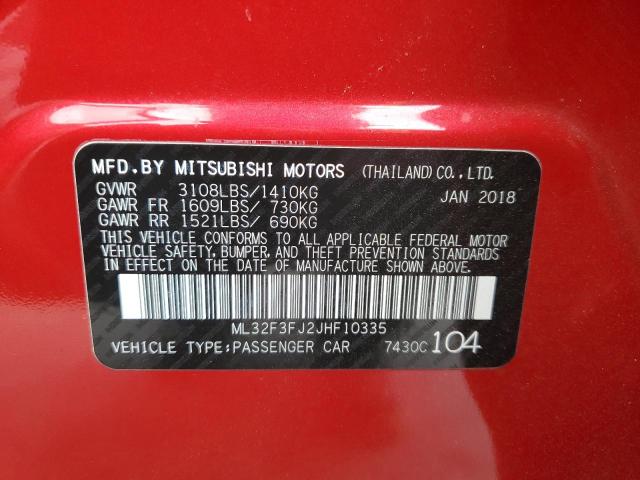 MFD.BY MITSUBISHI MOTORS (THAILAND)CO.,LTD.
GVWR 3108LBS/1410KG JAN 2018
GAWR FR 1609LBS/ 730KG
GAWR RR 1521LBS/ 690KG
THIS VEHICLE CONFORMS TO ALL APPLICABLE FEDERAL MOTOR
VEHICLE SAFETY, BUMPER, AND THEFT PREVENTION STANDARDS
IN EFFECT ON THE DATE OF MANUFACTURE SHOWN ABOVE.
ML32F3FJ2JHF10335
VEHICLE TYPE:PASSENGER CAR 7430C 104